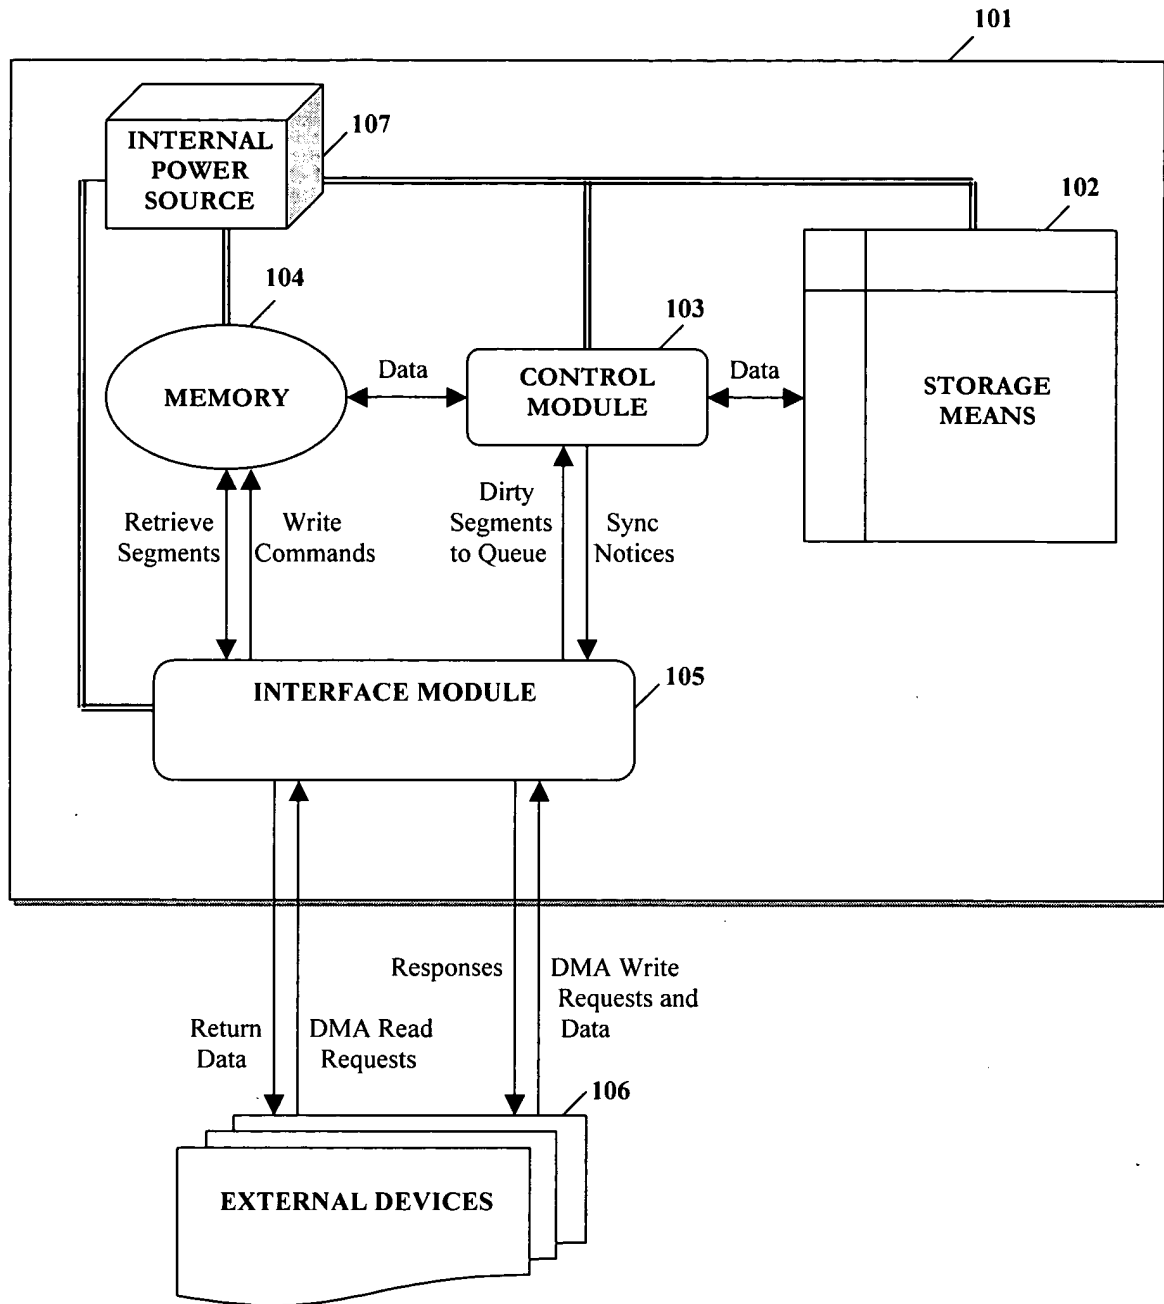 101
INTERNAL
POWER
SOURCE
107
102
104
103
MEMORY
Data
CONTROL
MODULE
Data
STORAGE
MEANS
Retrieve
Segments
Write
Commands
Dirty
Segments
to Queue
Sync
Notices
INTERFACE MODULE
105
Responses
DMA Write
Requests and
Data
Return
Data
DMA Read
Requests
106
EXTERNAL DEVICES